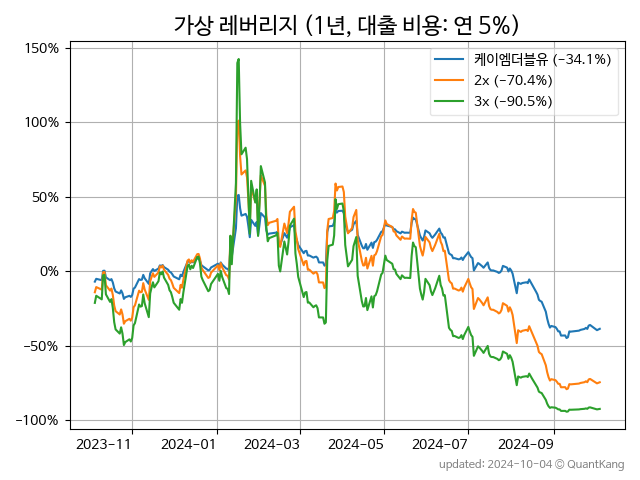 가상 레버리지 (1년, 대출 비용: 연 5%)
150%
100%
50%
0%
−50%
−100%
케이엠더블유 (−34.1%)
2x (−70.4%)
3x (−90.5%)
2023-11
2024-01
2024-03
2024-05
2024-07
2024-09
updated: 2024-10-04 © QuantKang